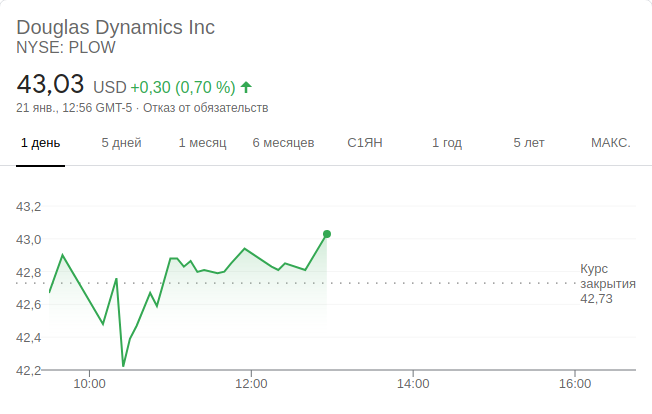 Douglas Dynamics Inc
NYSE: PLOW
43,03 USD +0,30 (0,70 %)
21 янв., 12:56 GMT-5 · Отказ от обязательств
1 день 5 дней 1 месяц 6 месяцев С1ЯН 1 год 5 лет МАКС.
43,2
43,0
42,8
42,6
42,4
42,2
Курс
закрытия
42,73
10:00 12:00 14:00 16:00